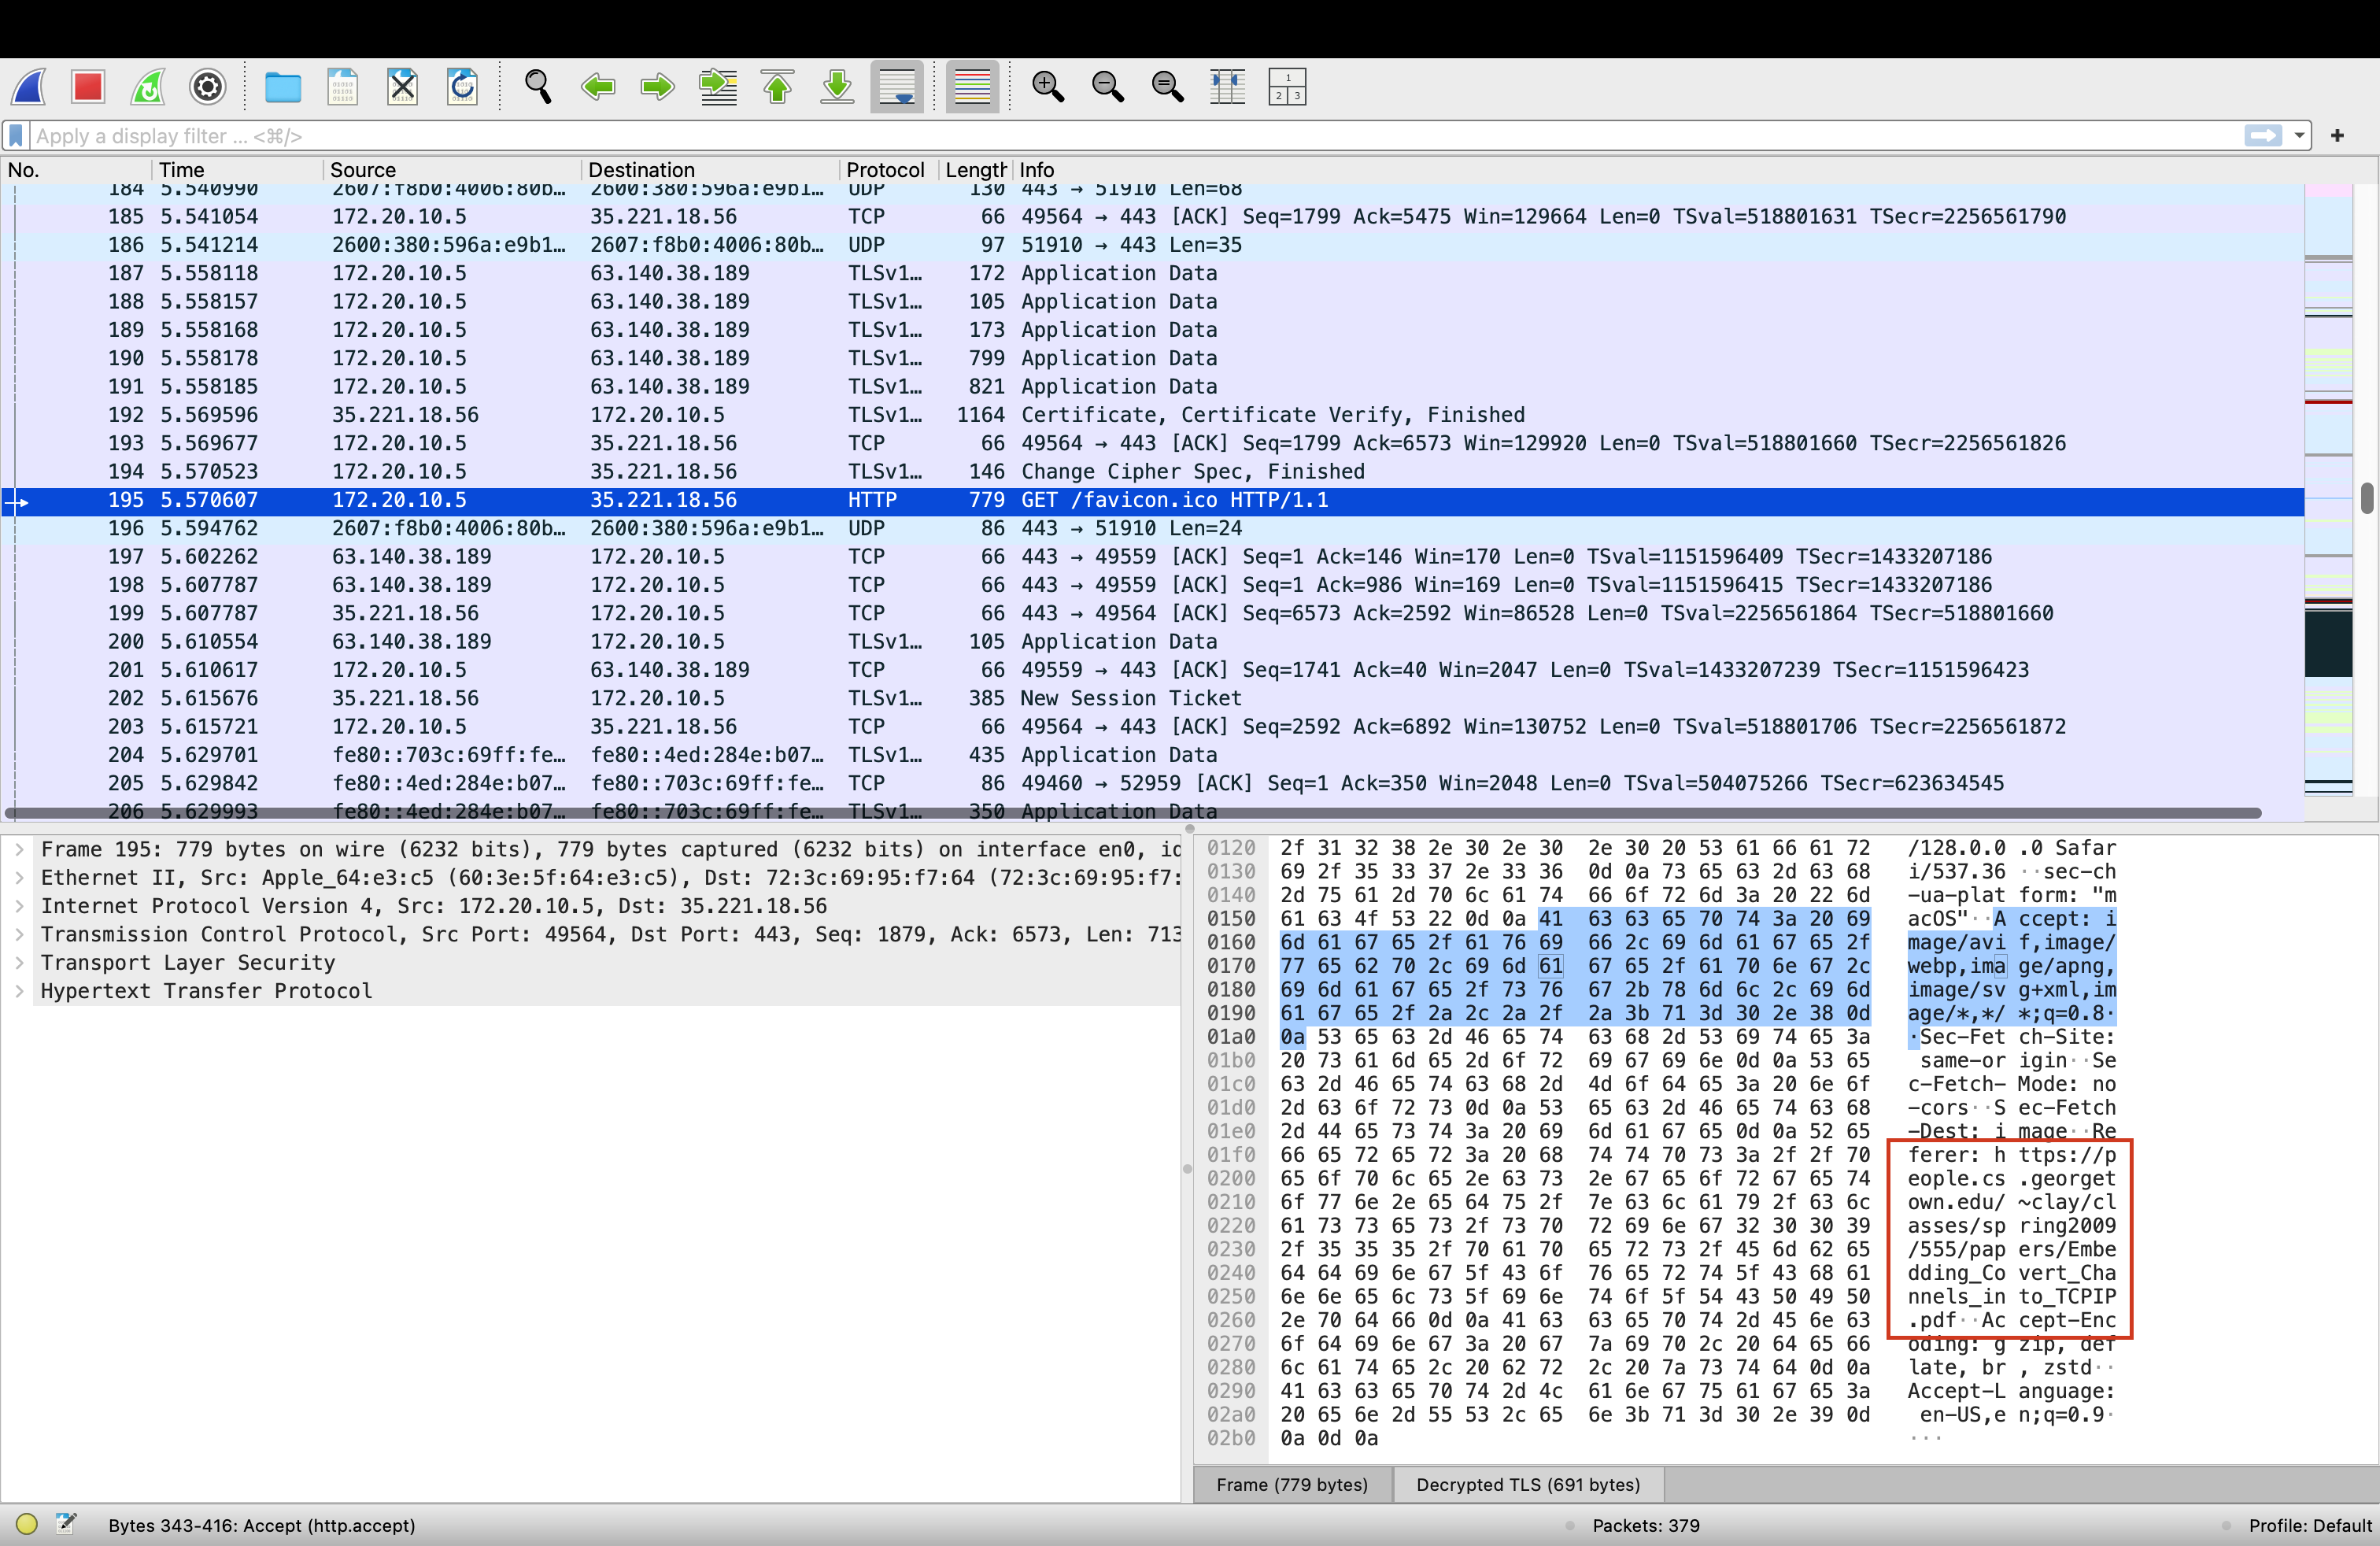 Apply a display filter ... <⌘/>
No. Time Source Destination Protocol Length Info
184 5.540990 2607:f8b0:4006:80b… 2600:380:596a:e9b1… UDP 130 443 → 51910 Len=68
185 5.541054 172.20.10.5 35.221.18.56 TCP 66 49564 → 443 [ACK] Seq=1799 Ack=5475 Win=129664 Len=0 TSval=518801631 TSecr=2256561790
186 5.541214 2600:380:596a:e9b1… 2607:f8b0:4006:80b… UDP 97 51910 → 443 Len=35
187 5.558118 172.20.10.5 63.140.38.189 TLSv1… 172 Application Data
188 5.558157 172.20.10.5 63.140.38.189 TLSv1… 105 Application Data
189 5.558168 172.20.10.5 63.140.38.189 TLSv1… 173 Application Data
190 5.558178 172.20.10.5 63.140.38.189 TLSv1… 799 Application Data
191 5.558185 172.20.10.5 63.140.38.189 TLSv1… 821 Application Data
192 5.569596 35.221.18.56 172.20.10.5 TLSv1… 1164 Certificate, Certificate Verify, Finished
193 5.569677 172.20.10.5 35.221.18.56 TCP 66 49564 → 443 [ACK] Seq=1799 Ack=6573 Win=129920 Len=0 TSval=518801660 TSecr=2256561826
194 5.570523 172.20.10.5 35.221.18.56 TLSv1… 146 Change Cipher Spec, Finished
195 5.570607 172.20.10.5 35.221.18.56 HTTP 779 GET /favicon.ico HTTP/1.1
196 5.594762 2607:f8b0:4006:80b… 2600:380:596a:e9b1… UDP 86 443 → 51910 Len=24
197 5.602262 63.140.38.189 172.20.10.5 TCP 66 443 → 49559 [ACK] Seq=1 Ack=146 Win=170 Len=0 TSval=1151596409 TSecr=1433207186
198 5.607787 63.140.38.189 172.20.10.5 TCP 66 443 → 49559 [ACK] Seq=1 Ack=986 Win=169 Len=0 TSval=1151596415 TSecr=1433207186
199 5.607787 35.221.18.56 172.20.10.5 TCP 66 443 → 49564 [ACK] Seq=6573 Ack=2592 Win=86528 Len=0 TSval=2256561864 TSecr=518801660
200 5.610554 63.140.38.189 172.20.10.5 TLSv1… 105 Application Data
201 5.610617 172.20.10.5 63.140.38.189 TCP 66 49559 → 443 [ACK] Seq=1741 Ack=40 Win=2047 Len=0 TSval=1433207239 TSecr=1151596423
202 5.615676 35.221.18.56 172.20.10.5 TLSv1… 385 New Session Ticket
203 5.615721 172.20.10.5 35.221.18.56 TCP 66 49564 → 443 [ACK] Seq=2592 Ack=6892 Win=130752 Len=0 TSval=518801706 TSecr=2256561872
204 5.629701 fe80::703c:69ff:fe… fe80::4ed:284e:b07… TLSv1… 435 Application Data
205 5.629842 fe80::4ed:284e:b07… fe80::703c:69ff:fe… TCP 86 49460 → 52959 [ACK] Seq=1 Ack=350 Win=2048 Len=0 TSval=504075266 TSecr=623634545
206 5.629993 fe80::4ed:284e:b07… fe80::703c:69ff:fe… TLSv1… 350 Application Data
Frame 195: 779 bytes on wire (6232 bits), 779 bytes captured (6232 bits) on interface en0, id
Ethernet II, Src: Apple_64:e3:c5 (60:3e:5f:64:e3:c5), Dst: 72:3c:69:95:f7:64 (72:3c:69:95:f7:
Internet Protocol Version 4, Src: 172.20.10.5, Dst: 35.221.18.56
Transmission Control Protocol, Src Port: 49564, Dst Port: 443, Seq: 1879, Ack: 6573, Len: 713
Transport Layer Security
Hypertext Transfer Protocol
0120 2f 31 32 38 2e 30 2e 30 2e 30 20 53 61 66 61 72 /128.0.0 .0 Safar
0130 69 2f 35 33 37 2e 33 36 0d 0a 73 65 63 2d 63 68 i/537.36 ··sec-ch
0140 2d 75 61 2d 70 6c 61 74 66 6f 72 6d 3a 20 22 6d -ua-plat form: "m
0150 61 63 4f 53 22 0d 0a 41 63 63 65 70 74 3a 20 69 acOS"··A ccept: i
0160 6d 61 67 65 2f 61 76 69 66 2c 69 6d 61 67 65 2f mage/avi f,image/
0170 77 65 62 70 2c 69 6d 61 67 65 2f 61 70 6e 67 2c webp,ima ge/apng,
0180 69 6d 61 67 65 2f 73 76 67 2b 78 6d 6c 2c 69 6d image/sv g+xml,im
0190 61 67 65 2f 2a 2c 2a 2f 2a 3b 71 3d 30 2e 38 0d age/*,*/ *;q=0.8·
01a0 0a 53 65 63 2d 46 65 74 63 68 2d 53 69 74 65 3a ·Sec-Fet ch-Site:
01b0 20 73 61 6d 65 2d 6f 72 69 67 69 6e 0d 0a 53 65 same-or igin··Se
01c0 63 2d 46 65 74 63 68 2d 4d 6f 64 65 3a 20 6e 6f c-Fetch- Mode: no
01d0 2d 63 6f 72 73 0d 0a 53 65 63 2d 46 65 74 63 68 -cors··S ec-Fetch
01e0 2d 44 65 73 74 3a 20 69 6d 61 67 65 0d 0a 52 65 -Dest: i mage··Re
01f0 66 65 72 65 72 3a 20 68 74 74 70 73 3a 2f 2f 70 ferer: h ttps://p
0200 65 6f 70 6c 65 2e 63 73 2e 67 65 6f 72 67 65 74 eople.cs .georget
0210 6f 77 6e 2e 65 64 75 2f 7e 63 6c 61 79 2f 63 6c own.edu/ ~clay/cl
0220 61 73 73 65 73 2f 73 70 72 69 6e 67 32 30 30 39 asses/sp ring2009
0230 2f 35 35 35 2f 70 61 70 65 72 73 2f 45 6d 62 65 /555/pap ers/Embe
0240 64 64 69 6e 67 5f 43 6f 76 65 72 74 5f 43 68 61 dding_Co vert_Cha
0250 6e 6e 65 6c 73 5f 69 6e 74 6f 5f 54 43 50 49 50 nnels_in to_TCPIP
0260 2e 70 64 66 0d 0a 41 63 63 65 70 74 2d 45 6e 63 .pdf··Ac cept-Enc
0270 6f 64 69 6e 67 3a 20 67 7a 69 70 2c 20 64 65 66 oding: g zip, def
0280 6c 61 74 65 2c 20 62 72 2c 20 7a 73 74 64 0d 0a late, br , zstd··
0290 41 63 63 65 70 74 2d 4c 61 6e 67 75 61 67 65 3a Accept-L anguage:
02a0 20 65 6e 2d 55 53 2c 65 6e 3b 71 3d 30 2e 39 0d en-US,e n;q=0.9·
02b0 0a 0d 0a ···
Frame (779 bytes) Decrypted TLS (691 bytes)
Bytes 343-416: Accept (http.accept) Packets: 379 Profile: Default